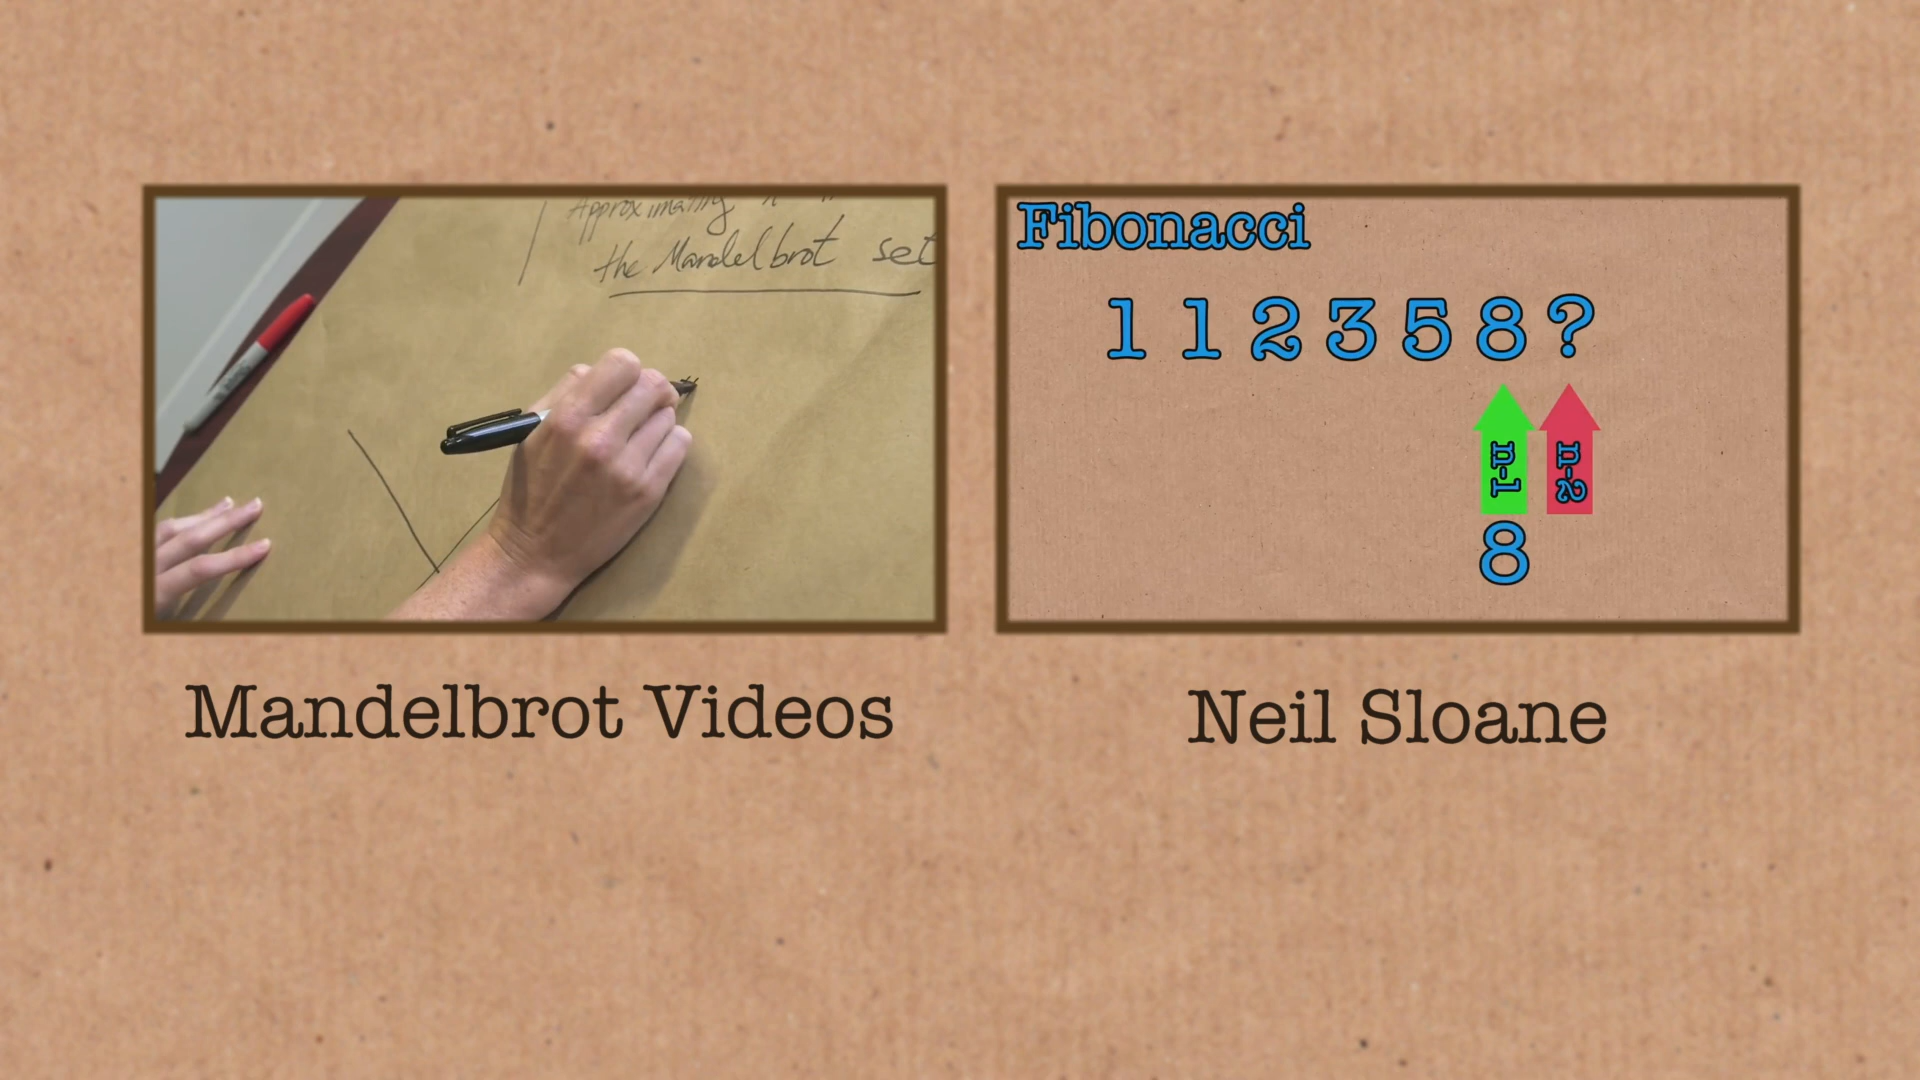 Approximating
the Mandelbrot set
Fibonacci
1 1 2 3 5 8 ?
n-1
n-2
8
Mandelbrot Videos
Neil Sloane